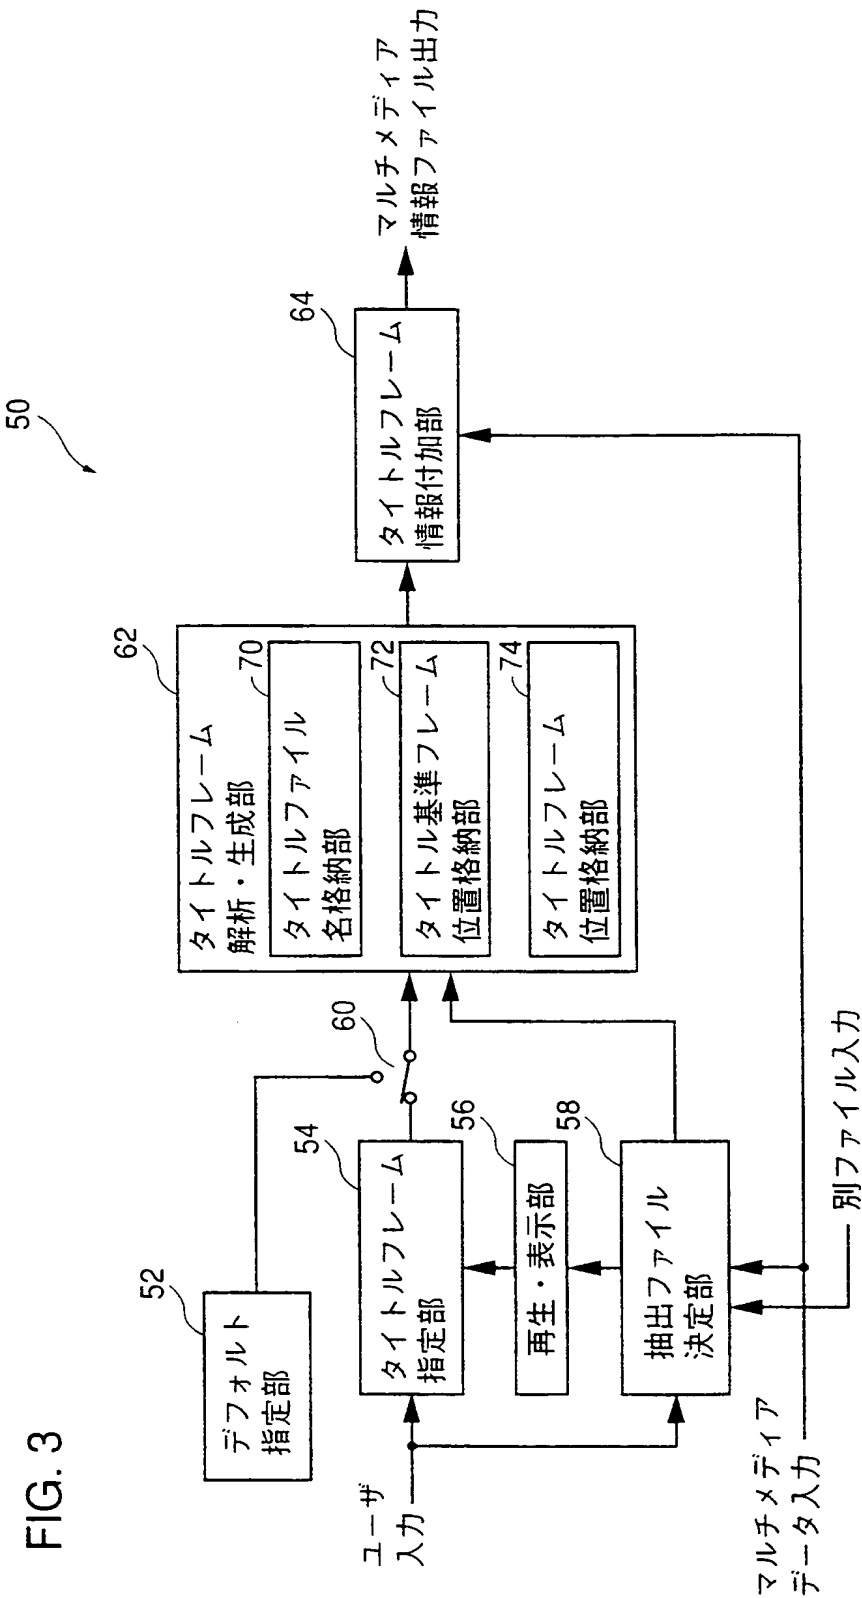 FIG. 3
50
52
デフォルト
指定部
ユーザ
入力
54
タイトルフレーム
指定部
56
再生・表示部
58
抽出ファイル
決定部
マルチメディア
データ入力
別ファイル入力
60
62
タイトルフレーム
解析・生成部
70
タイトルファイル
名格納部
72
タイトル基準フレーム
位置格納部
74
タイトルフレーム
位置格納部
64
タイトルフレーム
情報付加部
マルチメディア
情報ファイル出力